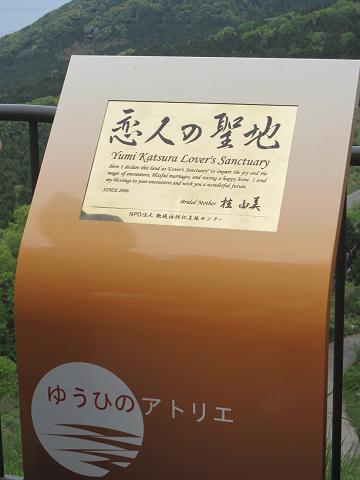 恋人の聖地
Yumi Katsura Lover's Sanctuary
Here I declare this land as "Lover's Sanctuary" to impart the joy and the
magic of encounters, blissful marriages, and raising a happy home. I send
my blessings to your encounters and wish you a wonderful future.
SINCE 2006
Bridal Mother 桂 由美
NPO法人 地域活性化支援センター
ゆうひのアトリエ